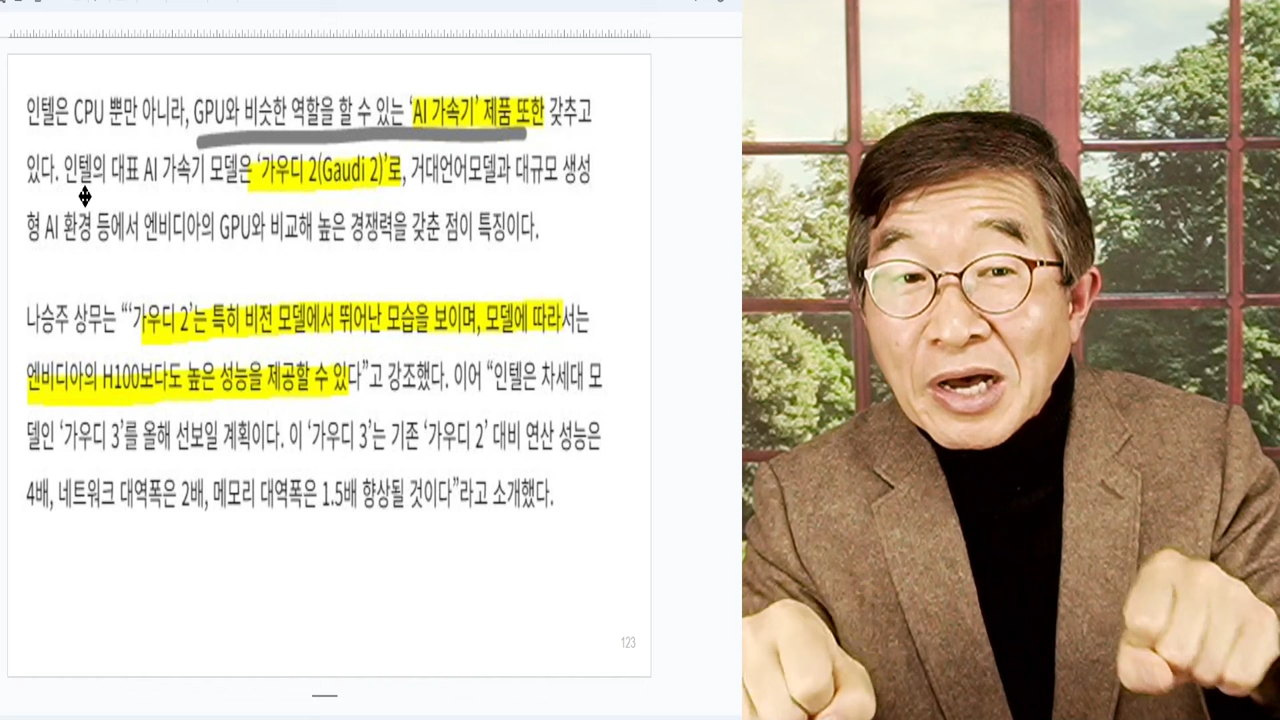 인텔은 CPU 뿐만 아니라, GPU와 비슷한 역할을 할 수 있는 ‘AI 가속기’ 제품 또한 갖추고
있다. 인텔의 대표 AI 가속기 모델은 ‘가우디 2(Gaudi 2)’로, 거대언어모델과 대규모 생성
형 AI 환경 등에서 엔비디아의 GPU와 비교해 높은 경쟁력을 갖춘 점이 특징이다.
나승주 상무는 “‘가우디 2’는 특히 비전 모델에서 뛰어난 모습을 보이며, 모델에 따라서는
엔비디아의 H100보다도 높은 성능을 제공할 수 있다”고 강조했다. 이어 “인텔은 차세대 모
델인 ‘가우디 3’를 올해 선보일 계획이다. 이 ‘가우디 3’는 기존 ‘가우디 2’ 대비 연산 성능은
4배, 네트워크 대역폭은 2배, 메모리 대역폭은 1.5배 향상될 것이다”라고 소개했다.
123